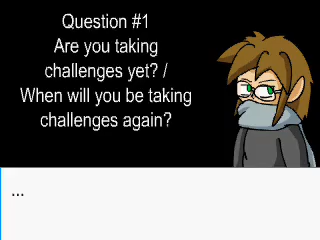 Question #1
Are you taking
challenges yet? /
When will you be taking
challenges again?
...